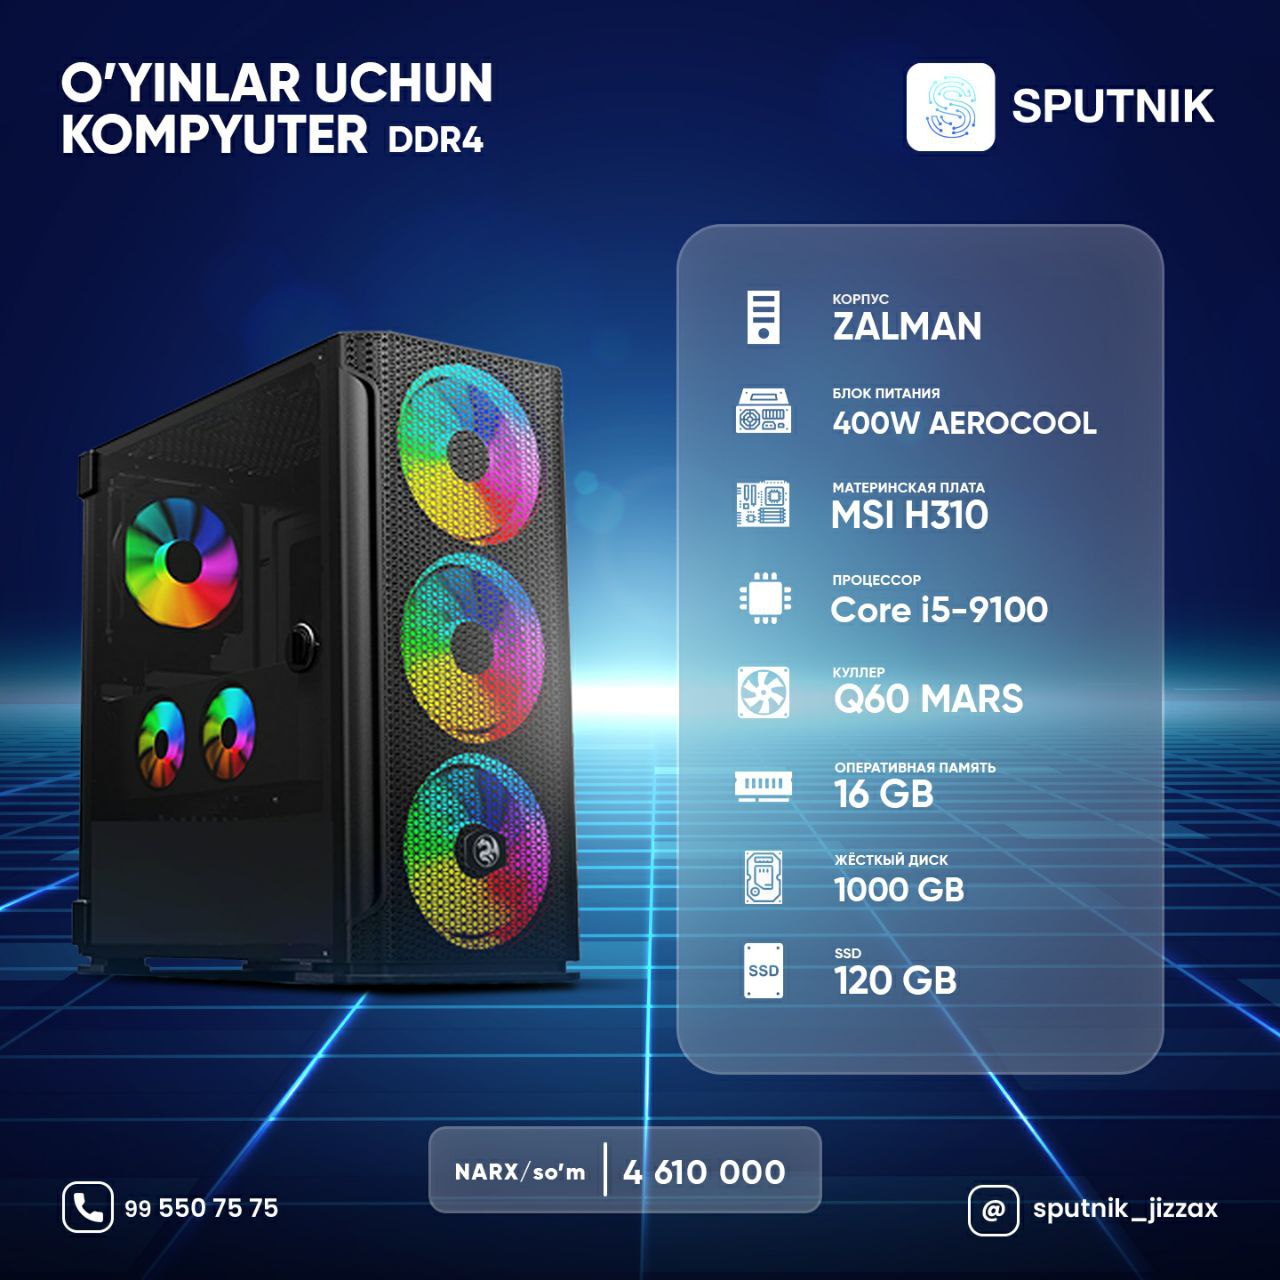 O'YINLAR UCHUN
KOMPYUTER DDR4
SPUTNIK
КОРПУС
ZALMAN
БЛОК ПИТАНИЯ
400W AEROCOOL
МАТЕРИНСКАЯ ПЛАТА
MSI H310
ПРОЦЕССОР
Core i5-9100
КУЛЛЕР
Q60 MARS
ОПЕРАТИВНАЯ ПАМЯТЬ
16 GB
ЖЁСТКЫЙ ДИСК
1000 GB
SSD
SSD
120 GB
NARX/so'm 4 610 000
99 550 75 75
@ sputnik_jizzax